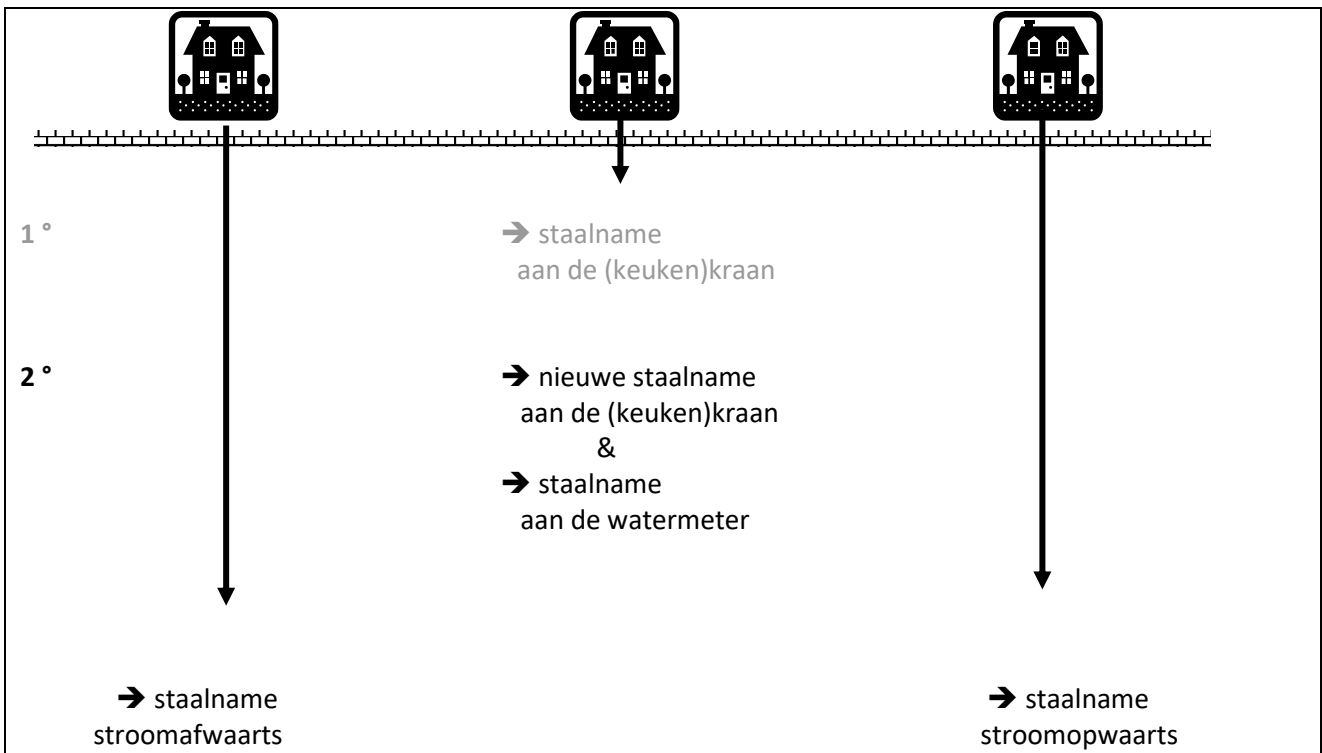 1 °
➔ staalname
aan de (keuken)kraan
2 °
➔ nieuwe staalname
aan de (keuken)kraan
&
➔ staalname
aan de watermeter
➔ staalname
stroomafwaarts
➔ staalname
stroomopwaarts